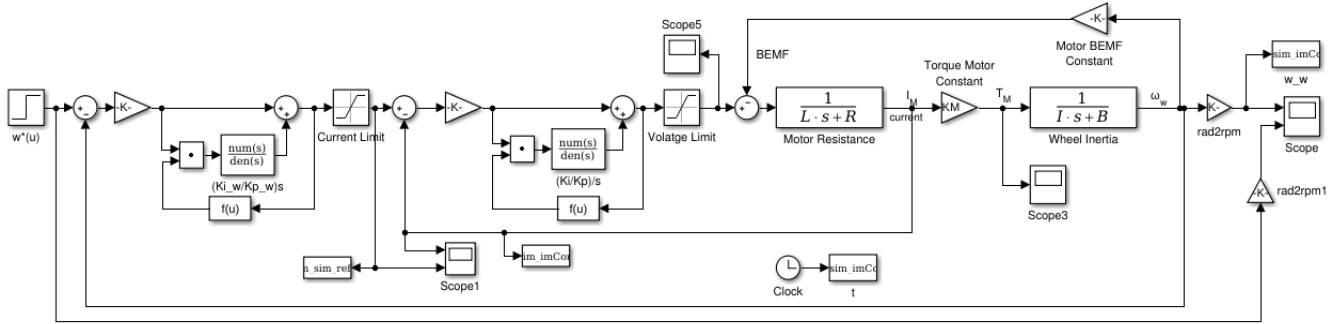 Scope5
BEMF
-K-
Motor BEMF
Constant
sim_imCo
w_w
w*(u)
-K-
Current Limit
-K-
Volatge Limit
1
L · s + R
Motor Resistance
I_M
current
Torque Motor
Constant
KM
T_M
1
I · s + B
Wheel Inertia
ω_w
K-
rad2rpm
Scope
num(s)
den(s)
(Ki_w/Kp_w)s
f(u)
num(s)
den(s)
(Ki/Kp)/s
f(u)
Scope3
-K-
rad2rpm1
n_sim_ref
Scope1
im_imCor
Clock
sim_imCo
t